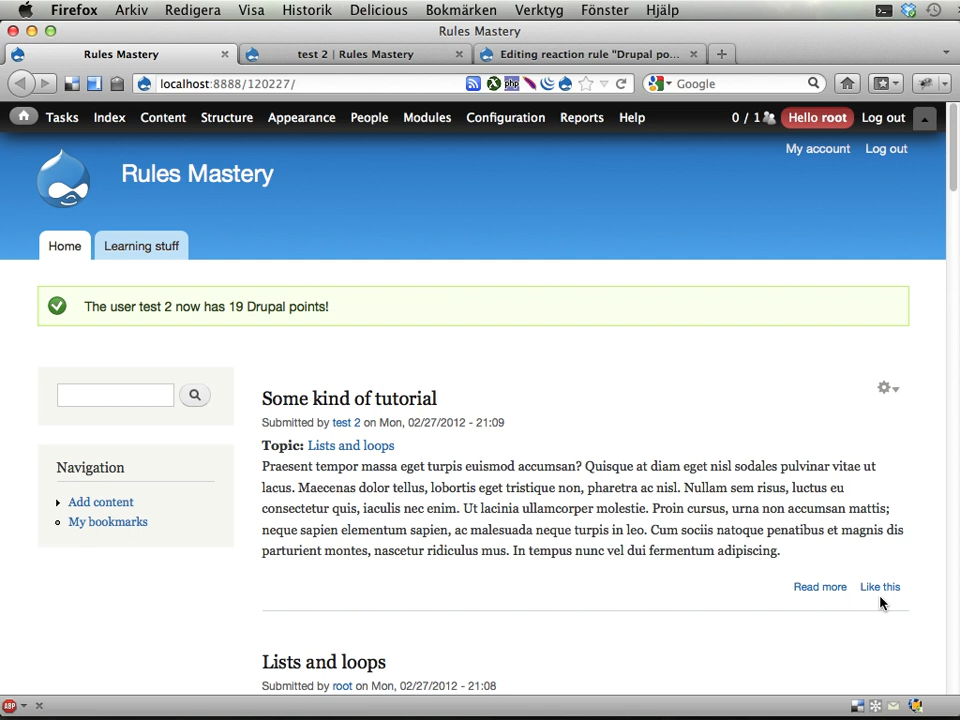 Firefox Arkiv Redigera Visa Historik Delicious Bokmärken Verktyg Fönster Hjälp
Rules Mastery
Rules Mastery test 2 | Rules Mastery Editing reaction rule "Drupal po...
localhost:8888/120227/ php Google
Tasks Index Content Structure Appearance People Modules Configuration Reports Help 0 / 1 Hello root Log out
My account Log out
Rules Mastery
Home Learning stuff
The user test 2 now has 19 Drupal points!
Some kind of tutorial
Submitted by test 2 on Mon, 02/27/2012 - 21:09
Topic: Lists and loops
Praesent tempor massa eget turpis euismod accumsan? Quisque at diam eget nisl sodales pulvinar vitae ut
lacus. Maecenas dolor tellus, lobortis eget tristique non, pharetra ac nisl. Nullam sem risus, luctus eu
consectetur quis, iaculis nec enim. Ut lacinia ullamcorper molestie. Proin cursus, urna non accumsan mattis;
neque sapien elementum sapien, ac malesuada neque turpis in leo. Cum sociis natoque penatibus et magnis dis
parturient montes, nascetur ridiculus mus. In tempus nunc vel dui fermentum adipiscing.
Navigation
Add content
My bookmarks
Read more Like this
Lists and loops
Submitted by root on Mon, 02/27/2012 - 21:08
ABP